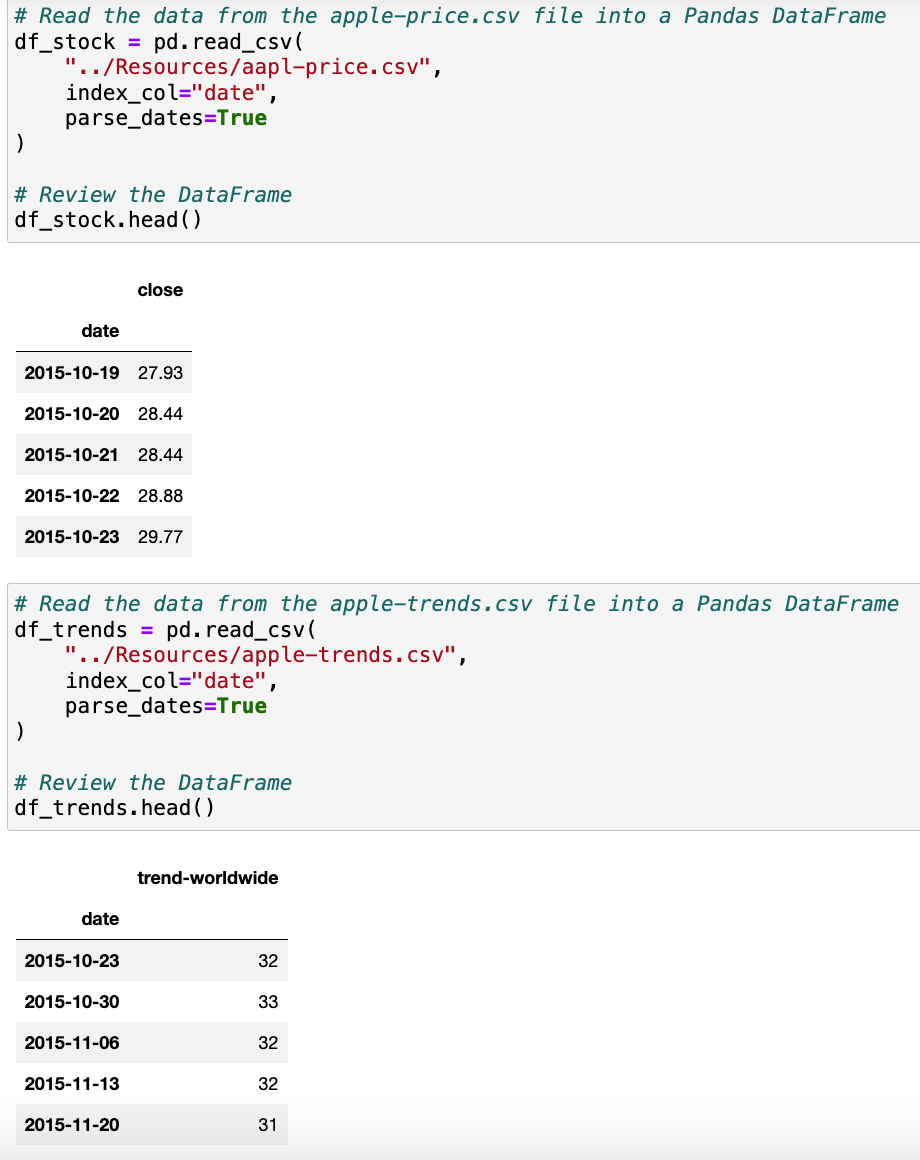 # Read the data from the apple-price.csv file into a Pandas DataFrame
df_stock = pd.read_csv(
    "../Resources/aapl-price.csv",
    index_col="date",
    parse_dates=True
)
# Review the DataFrame
df_stock.head()
close
date
2015-10-19 27.93
2015-10-20 28.44
2015-10-21 28.44
2015-10-22 28.88
2015-10-23 29.77
# Read the data from the apple-trends.csv file into a Pandas DataFrame
df_trends = pd.read_csv(
    "../Resources/apple-trends.csv",
    index_col="date",
    parse_dates=True
)
# Review the DataFrame
df_trends.head()
trend-worldwide
date
2015-10-23 32
2015-10-30 33
2015-11-06 32
2015-11-13 32
2015-11-20 31